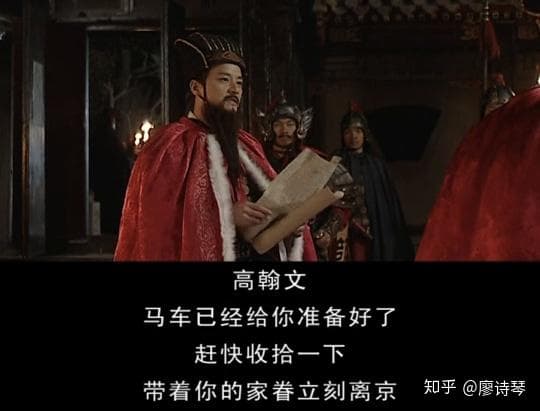 高翰文
马车已经给你准备好了
赶快收拾一下
带着你的家眷立刻离京
知乎 @廖诗琴